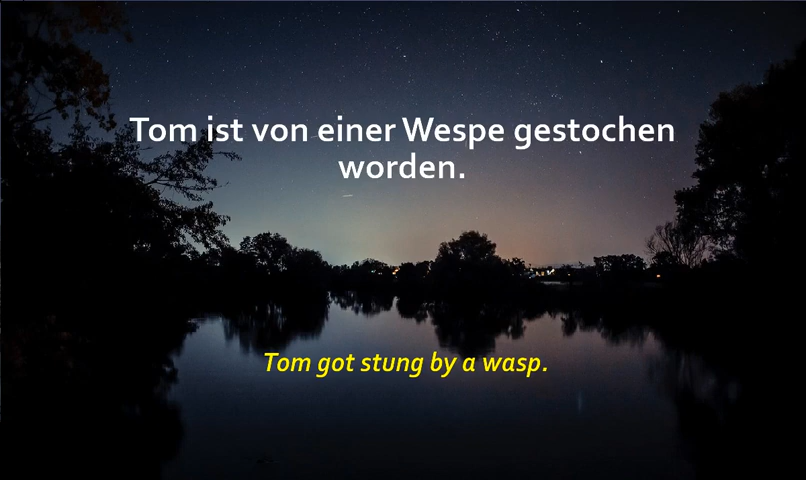 Tom ist von einer Wespe gestochen
worden.
Tom got stung by a wasp.